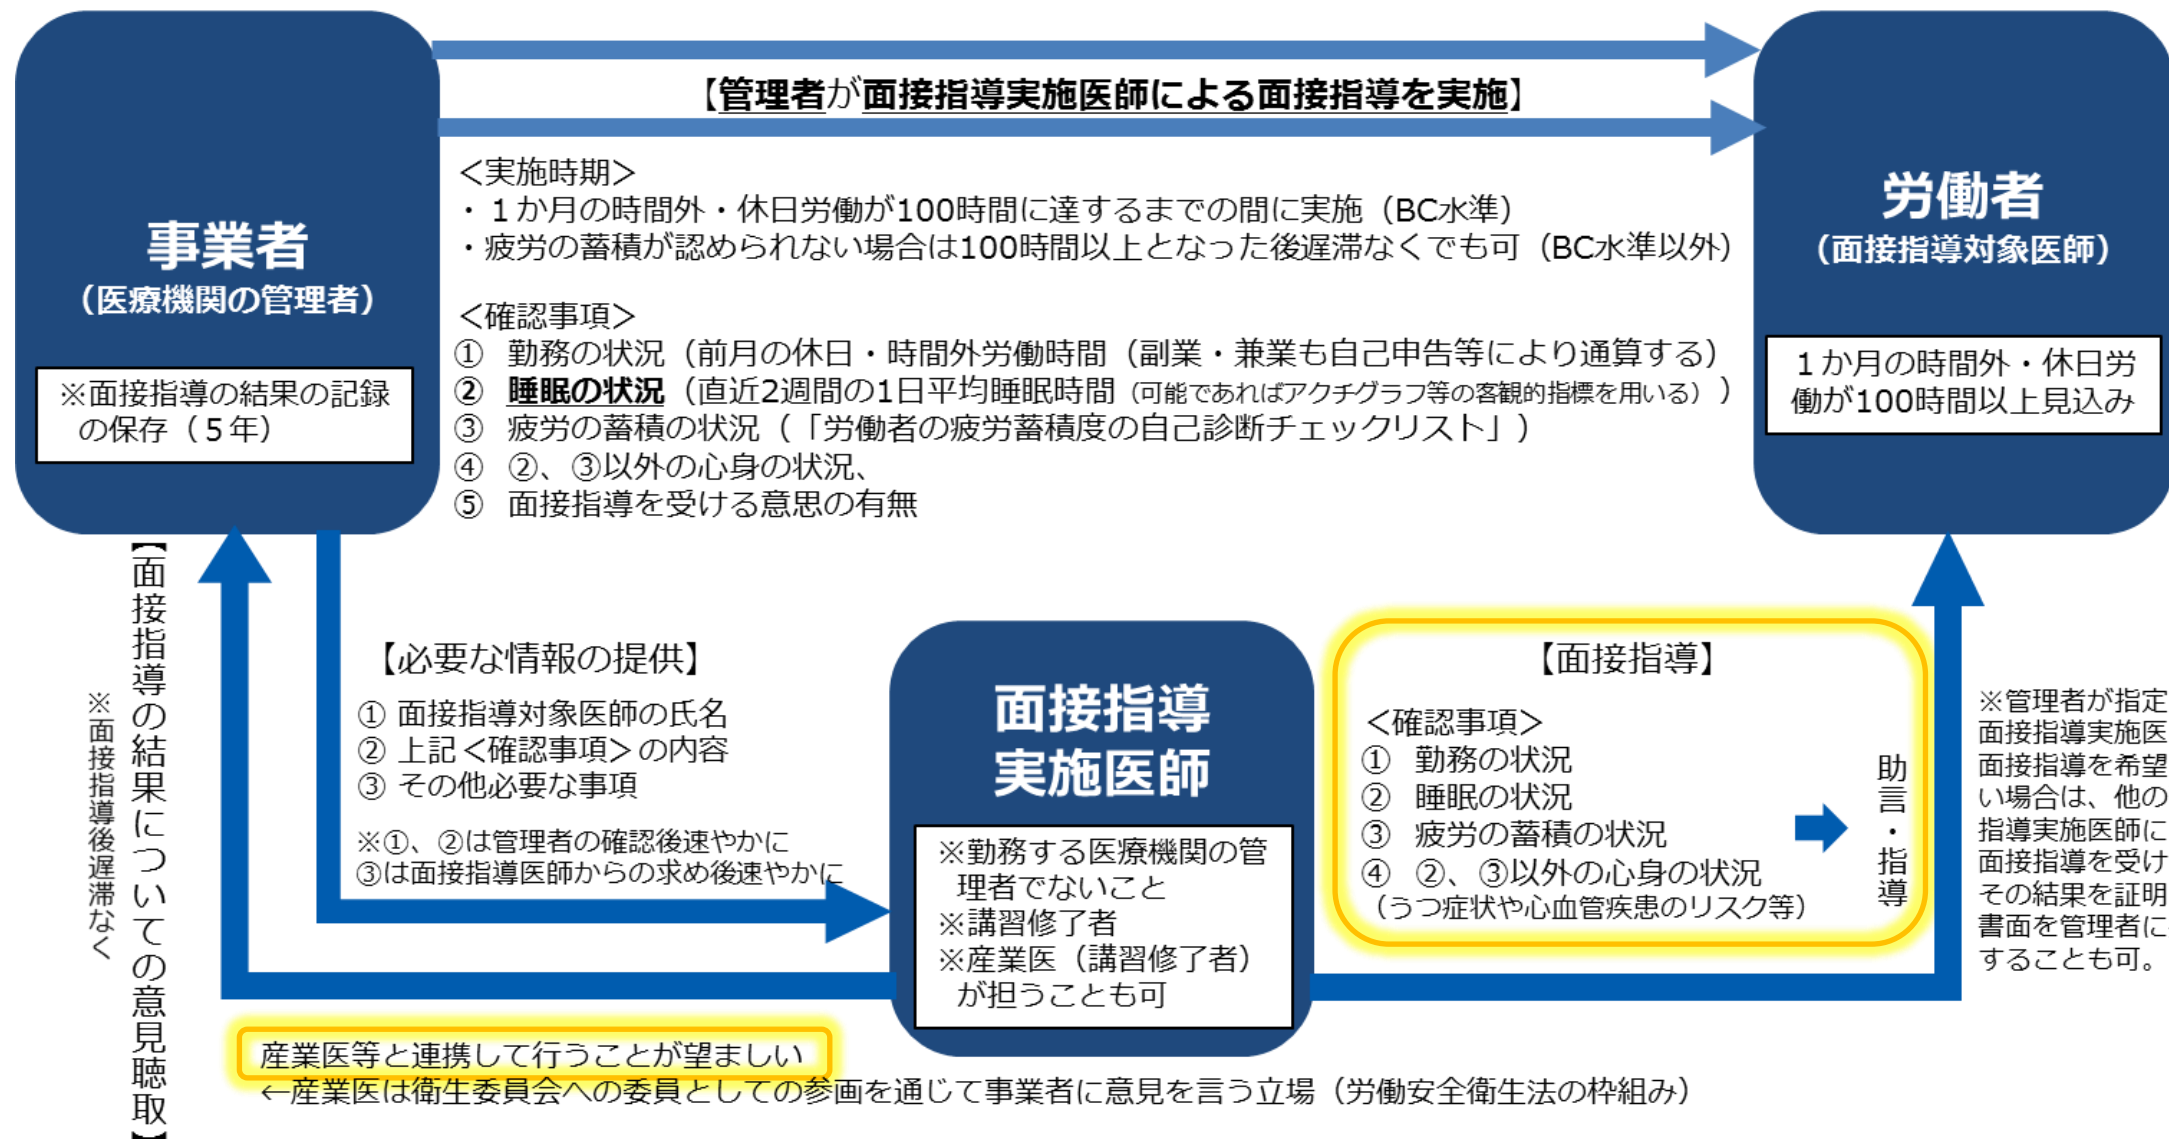 【管理者が面接指導実施医師による面接指導を実施】
事業者
（医療機関の管理者）
※面接指導の結果の記録
の保存（５年）
＜実施時期＞
・１か月の時間外・休日労働が100時間に達するまでの間に実施（BC水準）
・疲労の蓄積が認められない場合は100時間以上となった後遅滞なくでも可（BC水準以外）
＜確認事項＞
① 勤務の状況（前月の休日・時間外労働時間（副業・兼業も自己申告等により通算する）
② 睡眠の状況（直近2週間の1日平均睡眠時間（可能であればアクチグラフ等の客観的指標を用いる））
③ 疲労の蓄積の状況（「労働者の疲労蓄積度の自己診断チェックリスト」）
④ ②、③以外の心身の状況、
⑤ 面接指導を受ける意思の有無
労働者
（面接指導対象医師）
１か月の時間外・休日労
働が100時間以上見込み
【面接指導の結果についての意見聴取】
※面接指導後遅滞なく
【必要な情報の提供】
① 面接指導対象医師の氏名
② 上記＜確認事項＞の内容
③ その他必要な事項
※①、②は管理者の確認後速やかに
③は面接指導医師からの求め後速やかに
面接指導
実施医師
※勤務する医療機関の管
理者でないこと
※講習修了者
※産業医（講習修了者）
が担うことも可
【面接指導】
＜確認事項＞
① 勤務の状況
② 睡眠の状況
③ 疲労の蓄積の状況
④ ②、③以外の心身の状況
（うつ症状や心血管疾患のリスク等）
助言・指導
※管理者が指定
面接指導実施医
面接指導を希望
い場合は、他の
指導実施医師に
面接指導を受け
その結果を証明
書面を管理者に
することも可。
産業医等と連携して行うことが望ましい
←産業医は衛生委員会への委員としての参画を通じて事業者に意見を言う立場（労働安全衛生法の枠組み）